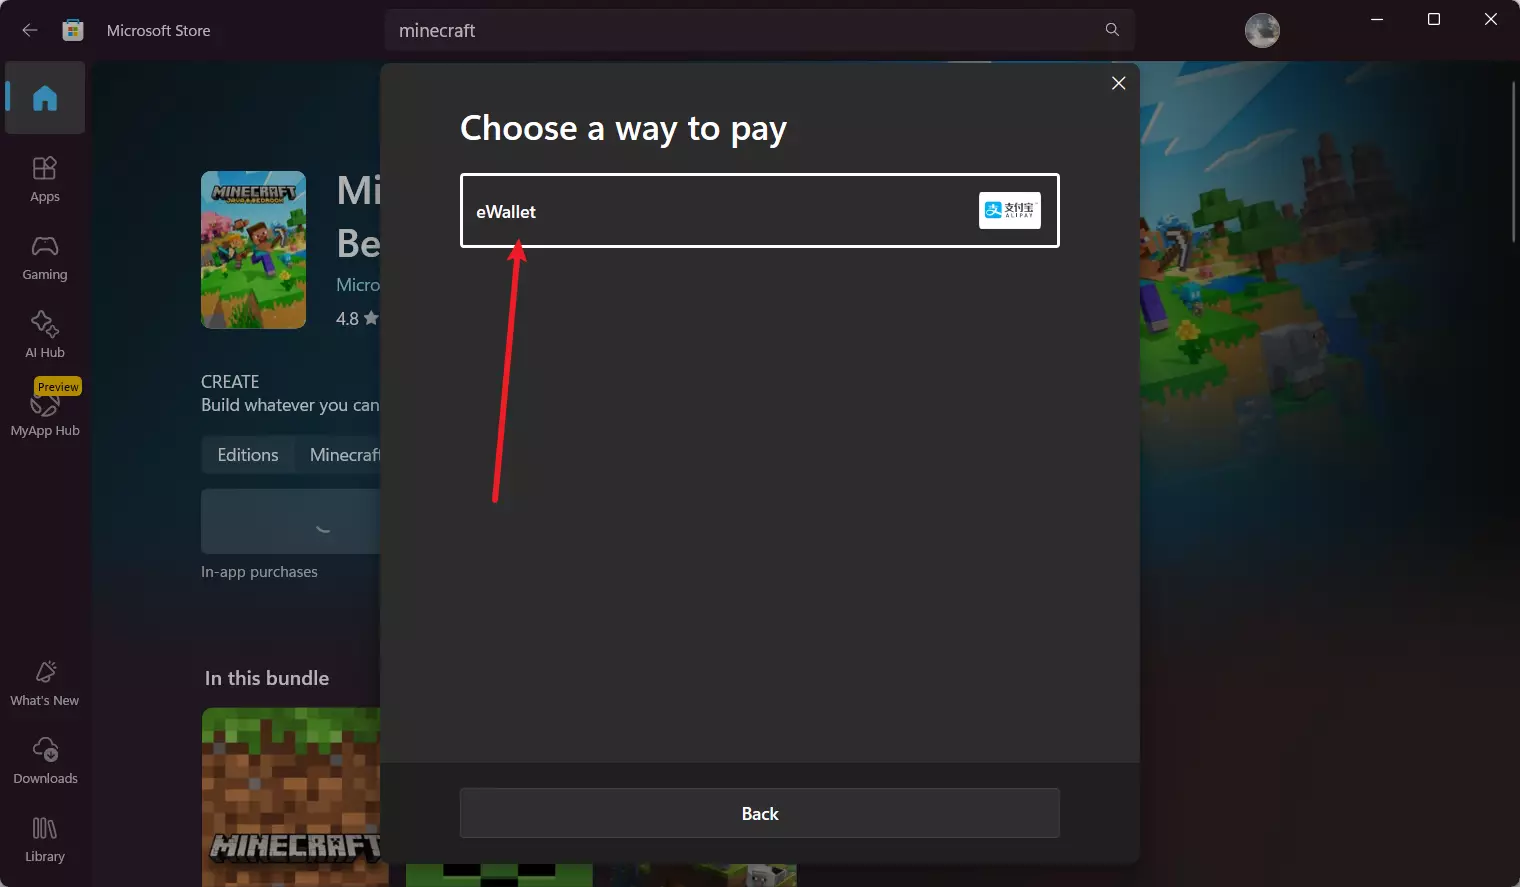 Microsoft Store
minecraft
Apps
Gaming
AI Hub
Preview
MyApp Hub
What's New
Downloads
Library
MINECRAFT
JAVA & BEDROCK
Mi
Be
Micro
4.8
CREATE
Build whatever you can
Editions
Minecraft
In-app purchases
In this bundle
MINECRAFT
Choose a way to pay
eWallet
支付宝
ALIPAY
Back